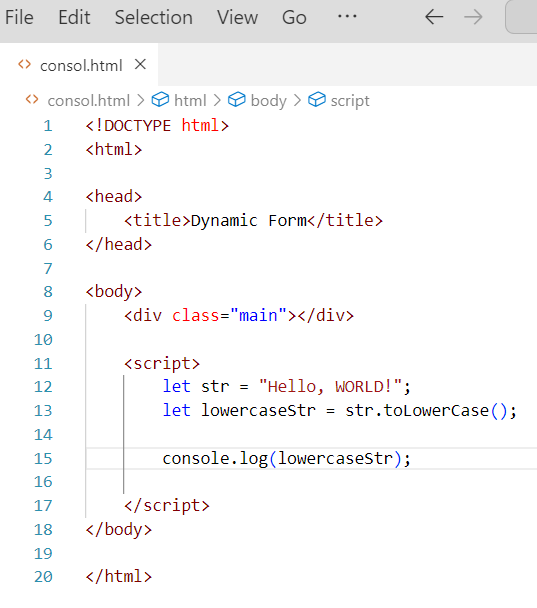 File Edit Selection View Go ···
consol.html
consol.html > html > body > script
1 <!DOCTYPE html>
2 <html>
3
4 <head>
5 <title>Dynamic Form</title>
6 </head>
7
8 <body>
9 <div class="main"></div>
10
11 <script>
12 let str = "Hello, WORLD!";
13 let lowercaseStr = str.toLowerCase();
14
15 console.log(lowercaseStr);
16
17 </script>
18 </body>
19
20 </html>